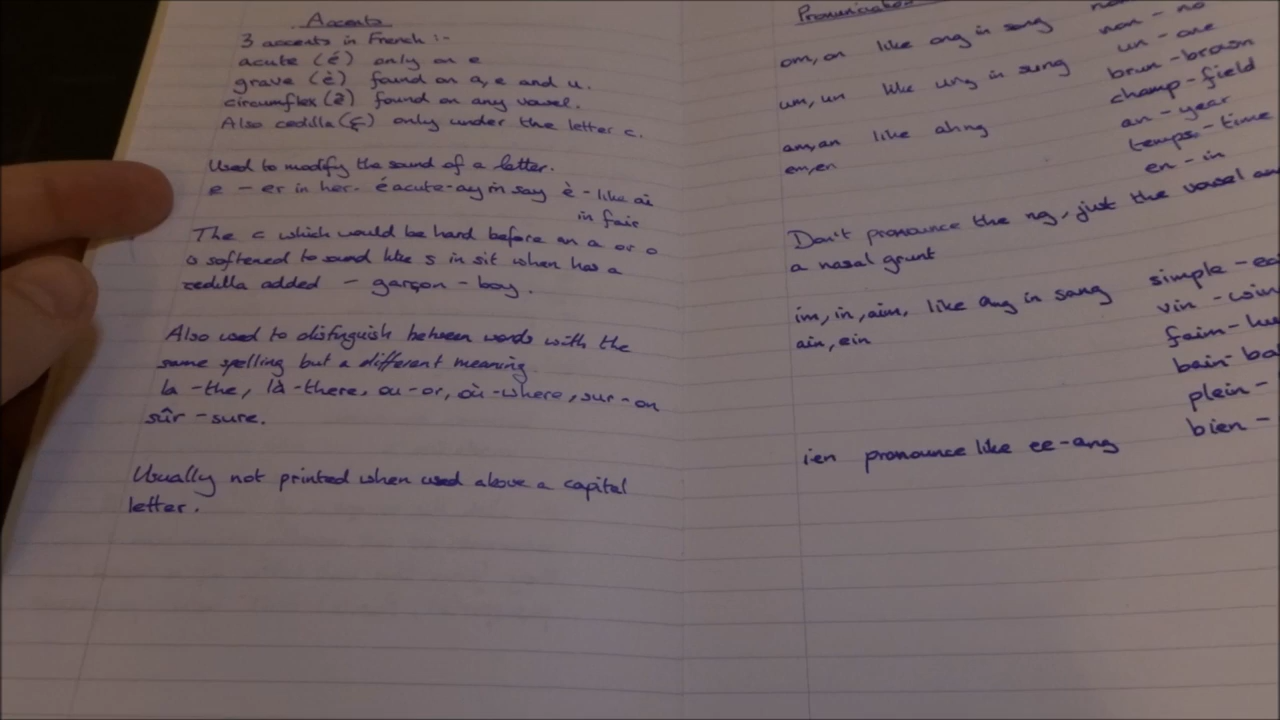 Accents
3 accents in French :-
acute (é) only on e
grave (è) found on a, e and u.
circumflex (ê) found on any vowel.
Also cedilla (ç) only under the letter c.
Used to modify the sound of a letter.
e - er in her. é acute - ay in say è - like ai
in fair
The c which would be hard before an a or o
is softened to sound like s in sit when has a
cedilla added - garçon - boy.
Also used to distinguish between words with the
same spelling but a different meaning
la - the, là - there, ou - or, où - where, sur - on
sûr - sure.
Usually not printed when used above a capital
letter.
Pronunciation
om, on like ong in song
non - no
um, un like ung in sung un - one
brun - brown
am, an like ahng champ - field
em, en an - year
temps - time
en - in
Don't pronounce the ng, just the vowel an
a nasal grunt
im, in, aim, like ang in sang simple - ea
ain, ein vin - win
faim - hu
bain - ba
plein -
ien pronounce like ee-ang bien -